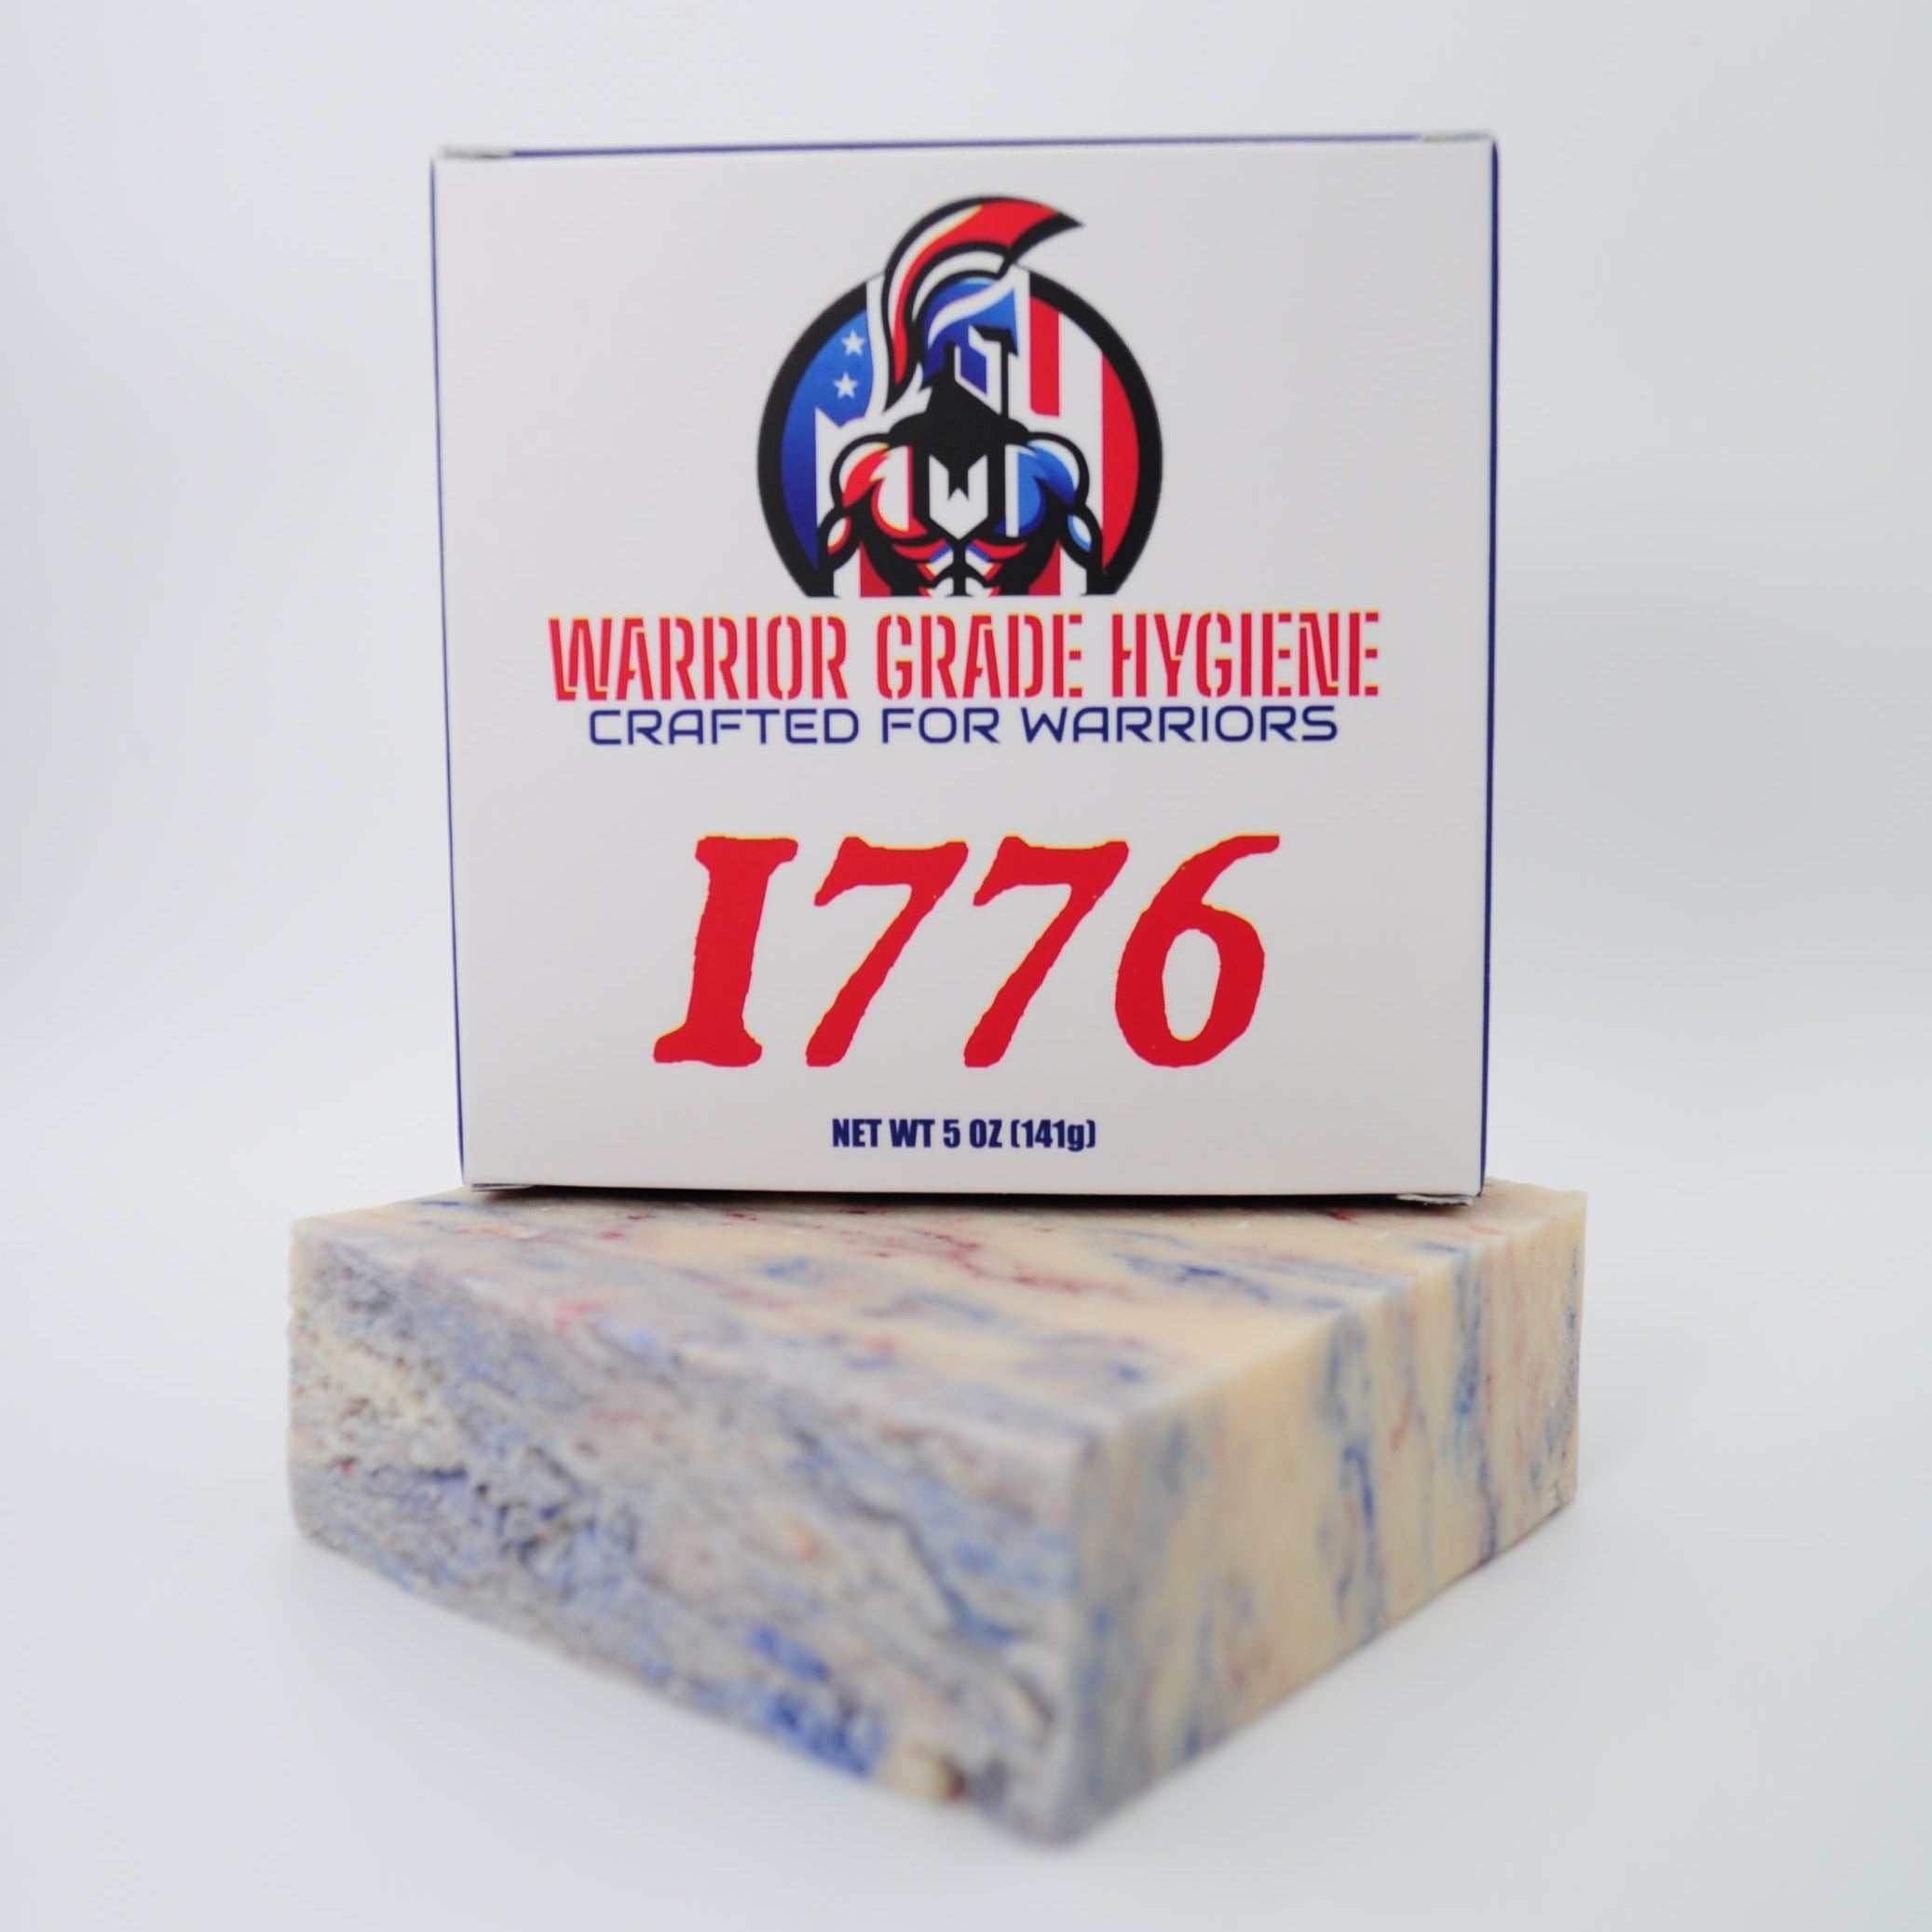 WARRIOR GRADE HYGIENE
CRAFTED FOR WARRIORS
1776
NET WT 5 OZ (141g)